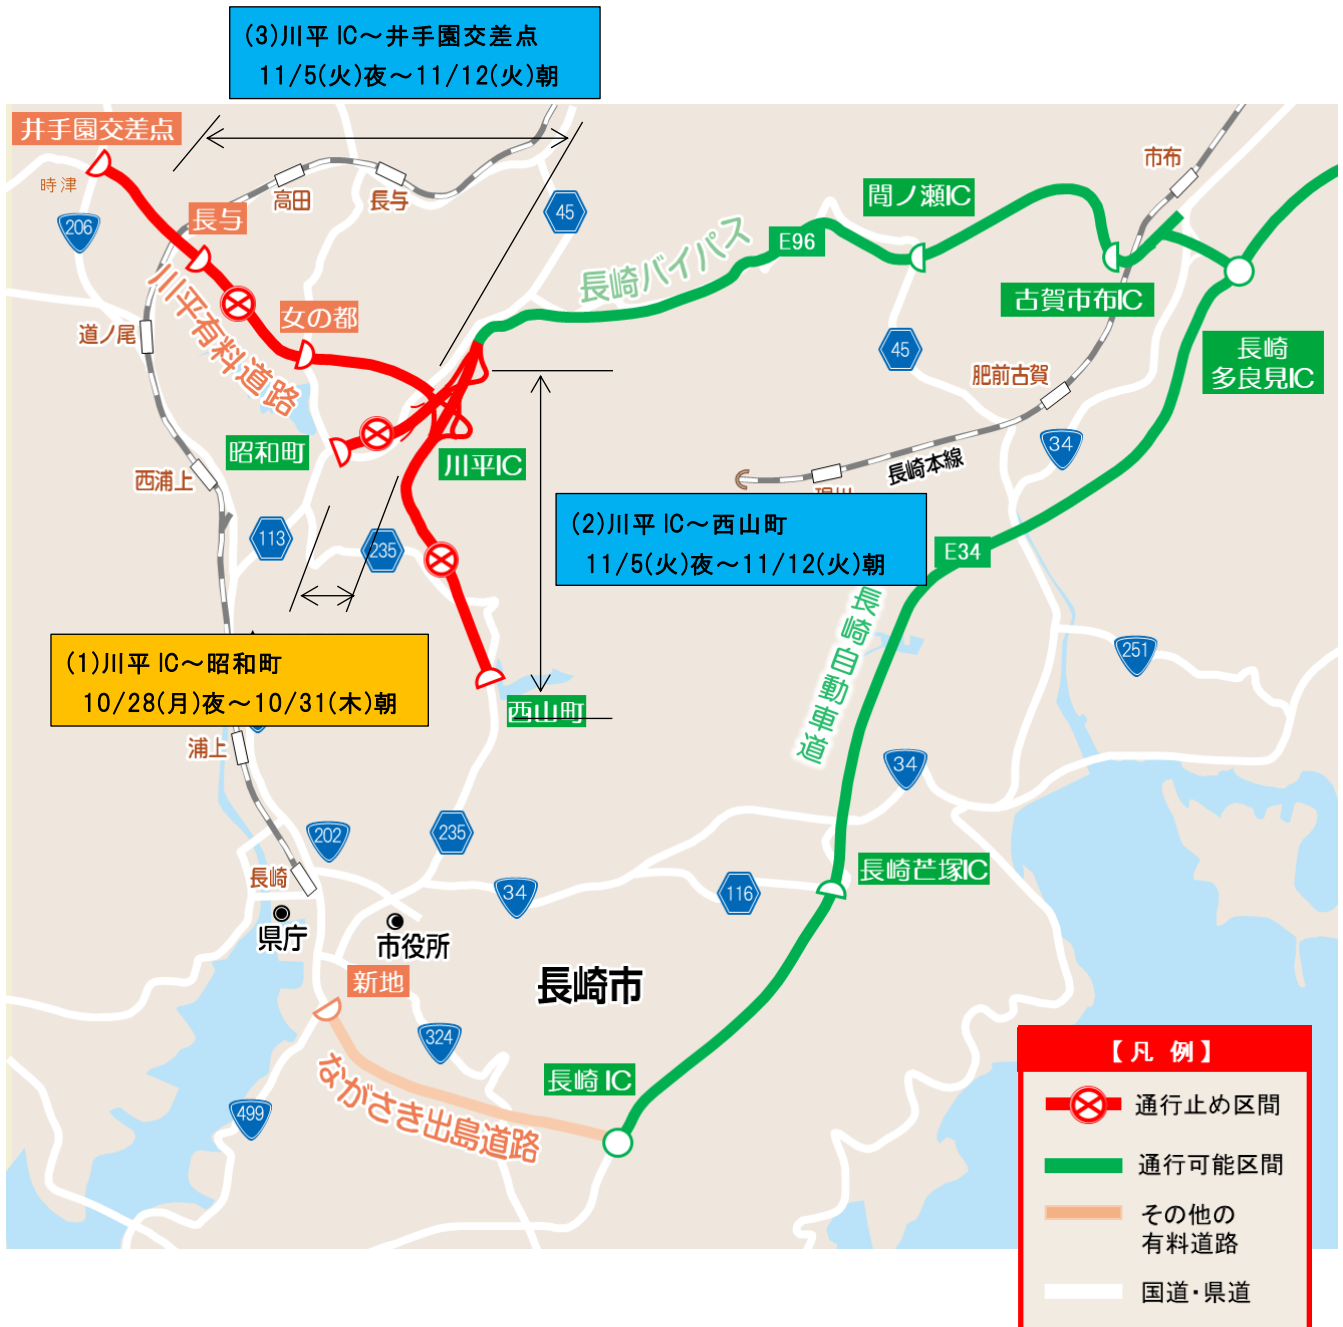 (3)川平IC～井手園交差点
11/5(火)夜～11/12(火)朝
井手園交差点
時津
206
高田
長与
45
長与
川平有料道路
女の都
道ノ尾
昭和町
川平IC
西浦上
113
235
長崎バイパス
E96
間ノ瀬IC
市布
古賀市布IC
45
長崎
多良見IC
肥前古賀
34
長崎本線
(2)川平IC～西山町
11/5(火)夜～11/12(火)朝
E34
長崎自動車道
251
(1)川平IC～昭和町
10/28(月)夜～10/31(木)朝
西山町
浦上
34
202
235
長崎
34
116
長崎芒塚IC
県庁
市役所
新地
長崎市
324
ながさき出島道路
長崎IC
499
【凡 例】
通行止め区間
通行可能区間
その他の
有料道路
国道・県道